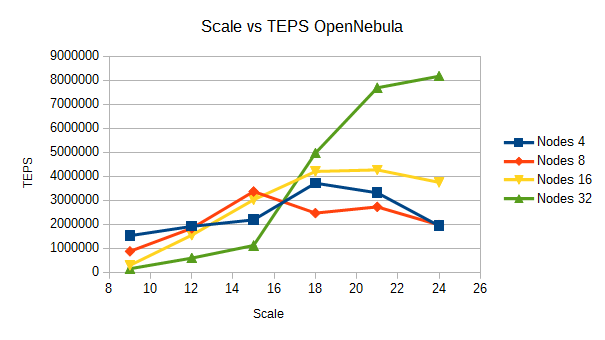 Scale vs TEPS OpenNebula
9000000
8000000
7000000
6000000
5000000
4000000
3000000
2000000
1000000
0
TEPS
8 10 12 14 16 18 20 22 24 26
Scale
Nodes 4
Nodes 8
Nodes 16
Nodes 32